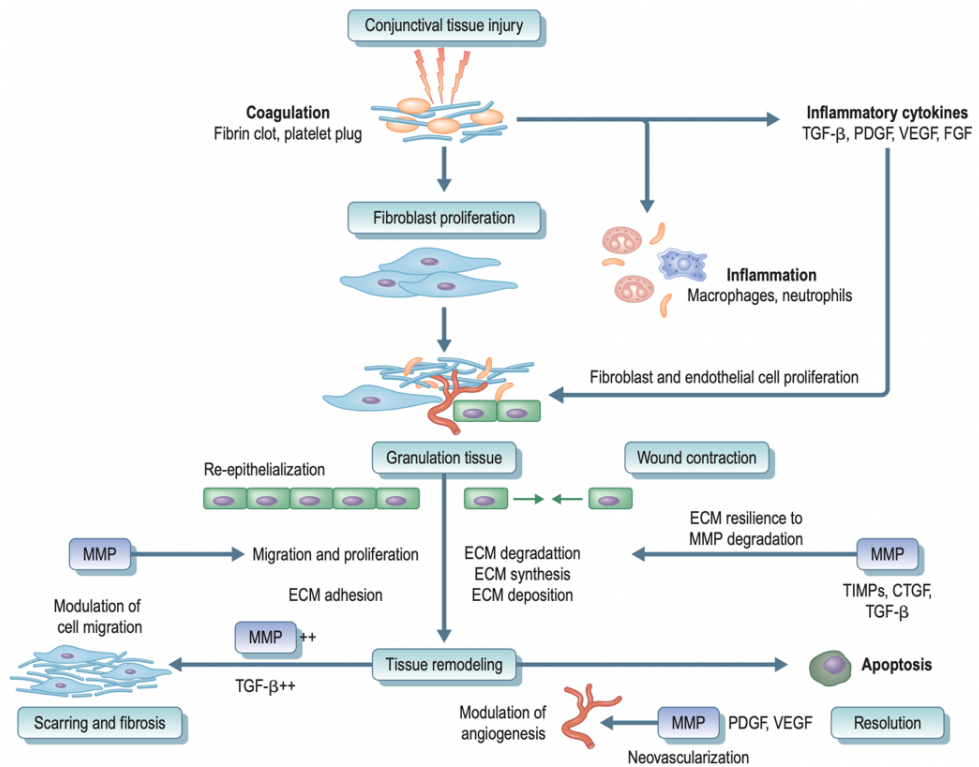 Conjunctival tissue injury
Coagulation
Fibrin clot, platelet plug
Inflammatory cytokines
TGF-β, PDGF, VEGF, FGF
Fibroblast proliferation
Inflammation
Macrophages, neutrophils
Fibroblast and endothelial cell proliferation
Granulation tissue
Wound contraction
Re-epithelialization
ECM resilience to
MMP degradation
MMP
Migration and proliferation
ECM degradattion
ECM synthesis
ECM deposition
MMP
TIMPs, CTGF,
TGF-β
ECM adhesion
Modulation of
cell migration
MMP ++
TGF-β++
Tissue remodeling
Apoptosis
Scarring and fibrosis
Modulation of
angiogenesis
MMP
PDGF, VEGF
Neovascularization
Resolution